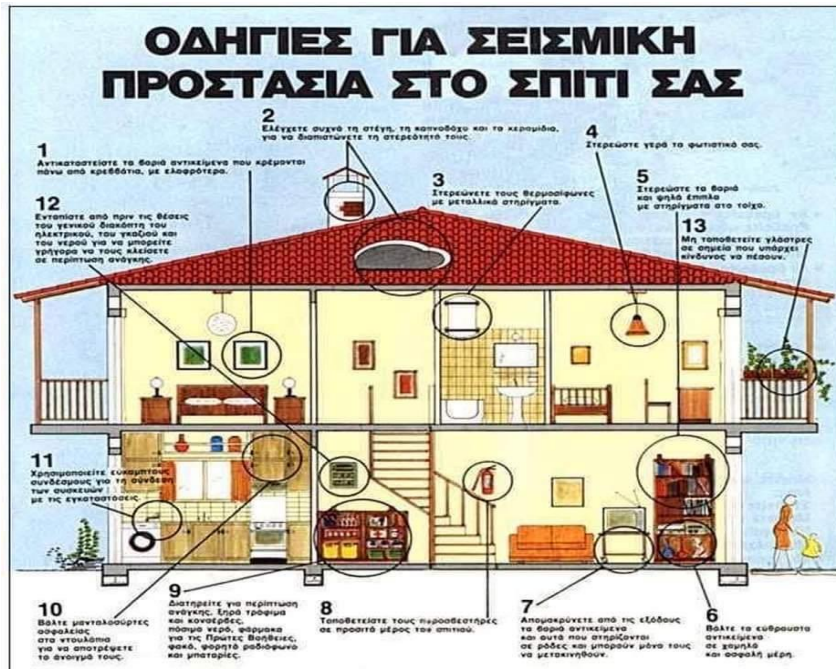 ΟΔΗΓΙΕΣ ΓΙΑ ΣΕΙΣΜΙΚΗ
ΠΡΟΣΤΑΣΙΑ ΣΤΟ ΣΠΙΤΙ ΣΑΣ
1
Αντικαταστείστε τα βαριά αντικείμενα που κρέμονται
πάνω από κρεββάτια, με ελαφρότερα.
2
Ελέγχετε συχνά τη στέγη, τη καπνοδόχο και τα κεραμίδια,
για να διαπιστώνετε τη στερεότητά τους.
3
Στερεώνετε τους θερμοσίφωνες
με μεταλλικά στηρίγματα.
4
Στερεώστε γερά τα φωτιστικά σας.
5
Στερεώστε τα βαριά
και ψηλά έπιπλα
με στηρίγματα στο τοίχο.
12
Εντοπίστε από πριν τις θέσεις
του γενικού διακόπτη του
ηλεκτρικού, του γκαζιού και
του νερού για να μπορείτε
γρήγορα να τους κλείσετε
σε περίπτωση ανάγκης.
13
Μη τοποθετείτε γλάστρες
σε σημεία που υπάρχει
κίνδυνος να πέσουν.
11
Χρησιμοποιείτε εύκαμπτους
συνδέσμους για τη σύνδεση
των συσκευών
με τις εγκαταστάσεις.
10
Βάλτε μανταλοσύρτες
ασφαλείας
στα ντουλάπια
για να αποτρέψετε
το άνοιγμά τους.
9
Διατηρείτε για περίπτωση
ανάγκης, ξηρά τρόφιμα
και κονσέρβες,
πόσιμο νερό, φάρμακα
για τις Πρώτες Βοήθειες,
φακό, φορητό ραδιόφωνο
και μπαταρίες.
8
Τοποθετείστε τους πυροσβεστήρες
σε προσιτό μέρος του σπιτιού.
7
Απομακρύνετε από τις εξόδους
τα βαριά αντικείμενα
και αυτά που στηρίζονται
σε ρόδες και μπορούν μόνα τους
να μετακινηθούν.
6
Βάλτε τα εύθραυστα
αντικείμενα
σε χαμηλά
και ασφαλή μέρη.